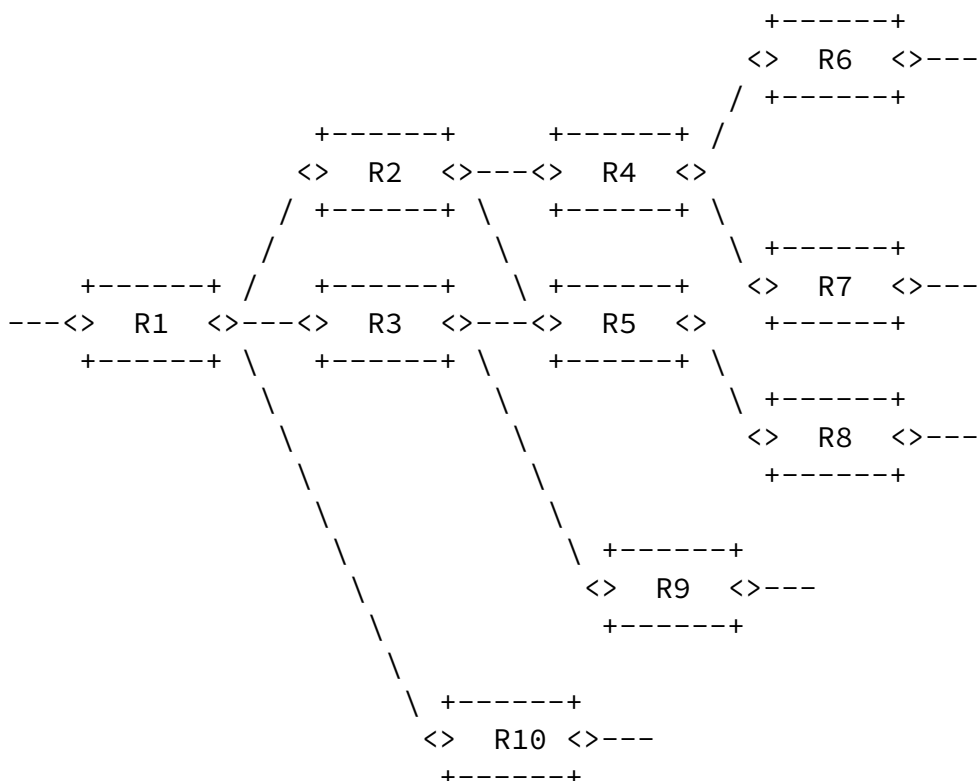 +------+
                                         <>  R6  <>---
                                        / +------+
                 +------+     +------+ /
                <>  R2  <>---<>  R4  <>
               / +------+ \   +------+ \
              /            \            \ +------+
    +------+ / +------+     \ +------+   <>  R7  <>---
---<>  R1  <>---<>  R3  <>---<>  R5  <>   +------+
    +------+ \   +------+ \   +------+ \
              \            \            \ +------+
               \            \            <>  R8  <>---
                \            \            +------+
                 \            \
                  \            \ +------+
                   \            <>  R9  <>---
                    \            +------+
                     \
                      \ +------+
                       <>  R10 <>---
                        +------+